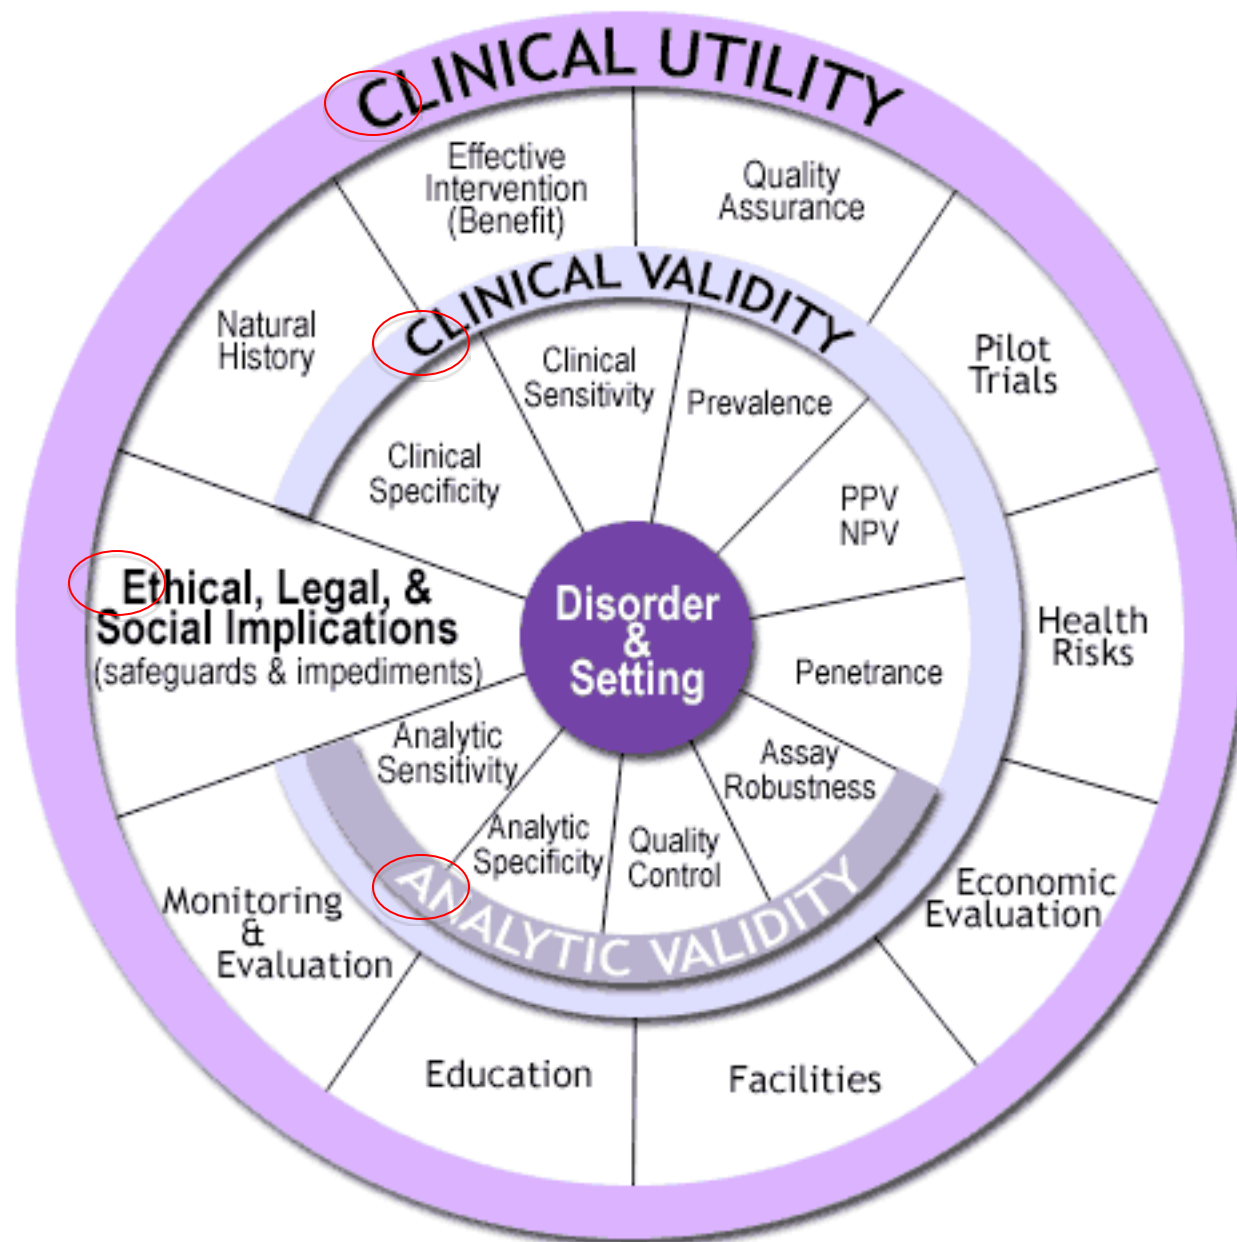 CLINICAL UTILITY
Effective
Intervention
(Benefit)
Quality
Assurance
Natural
History
Pilot
Trials
CLINICAL VALIDITY
Clinical
Sensitivity
Prevalence
Clinical
Specificity
PPV
NPV
Ethical, Legal, &
Social Implications
(safeguards & impediments)
Disorder
&
Setting
Health
Risks
Penetrance
Analytic
Sensitivity
Assay
Robustness
Analytic
Specificity
Quality
Control
ANALYTIC VALIDITY
Monitoring
&
Evaluation
Economic
Evaluation
Education
Facilities